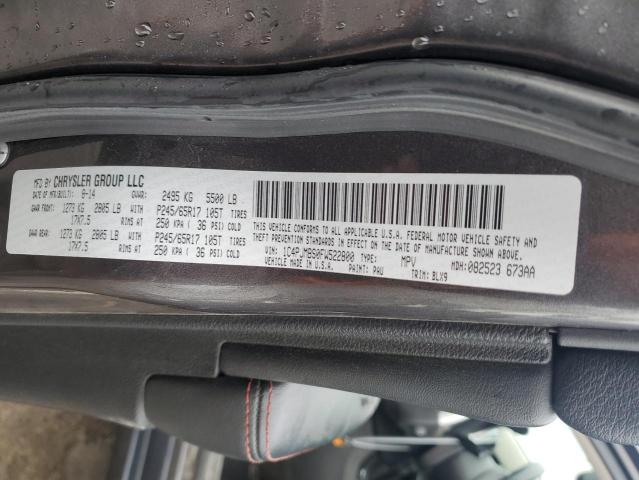 MFD BY CHRYSLER GROUP LLC
DATE OF MFR(BUILT): 8-14 GVWR: 2495 KG 5500 LB
GAWR FRONT: 1273 KG 2805 LB WITH P245/65R17 105T TIRES
17X7.5 RIMS AT 250 KPA ( 36 PSI) COLD
GAWR REAR: 1273 KG 2805 LB WITH P245/65R17 105T TIRES
17X7.5 RIMS AT 250 KPA ( 36 PSI) COLD
THIS VEHICLE CONFORMS TO ALL APPLICABLE U.S.A. FEDERAL MOTOR VEHICLE SAFETY AND
THEFT PREVENTION STANDARDS IN EFFECT ON THE DATE OF MANUFACTURE SHOWN ABOVE.
VIN: 1C4PJMBS0FW522800 TYPE: MPV MDH: 082523 673AA
MADE IN U.S.A. PAINT: PAU TRIM: BLX9